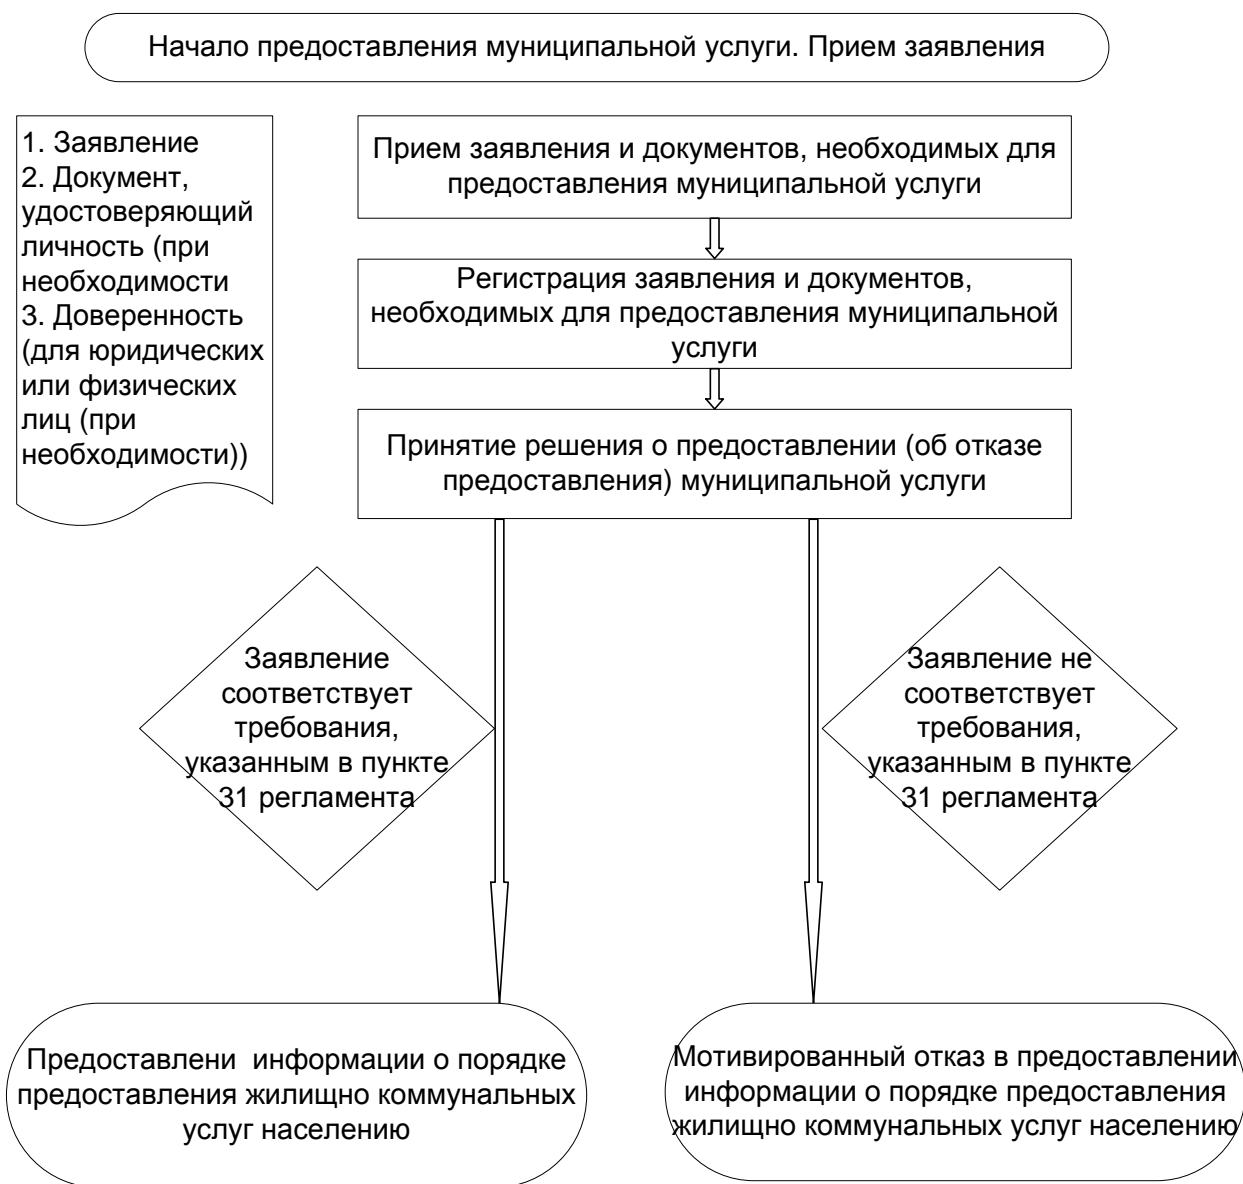 Начало предоставления муниципальной услуги. Прием заявления
1. Заявление
2. Документ,
удостоверяющий
личность (при
необходимости
3. Доверенность
(для юридических
или физических
лиц (при
необходимости))
Прием заявления и документов, необходимых для
предоставления муниципальной услуги
Регистрация заявления и документов,
необходимых для предоставления муниципальной
услуги
Принятие решения о предоставлении (об отказе
предоставления) муниципальной услуги
Заявление
соответствует
требования,
указанным в пункте
31 регламента
Заявление не
соответствует
требования,
указанным в пункте
31 регламента
Предоставлени  информации о порядке
предоставления жилищно коммунальных
услуг населению
Мотивированный отказ в предоставлении
информации о порядке предоставления
жилищно коммунальных услуг населению